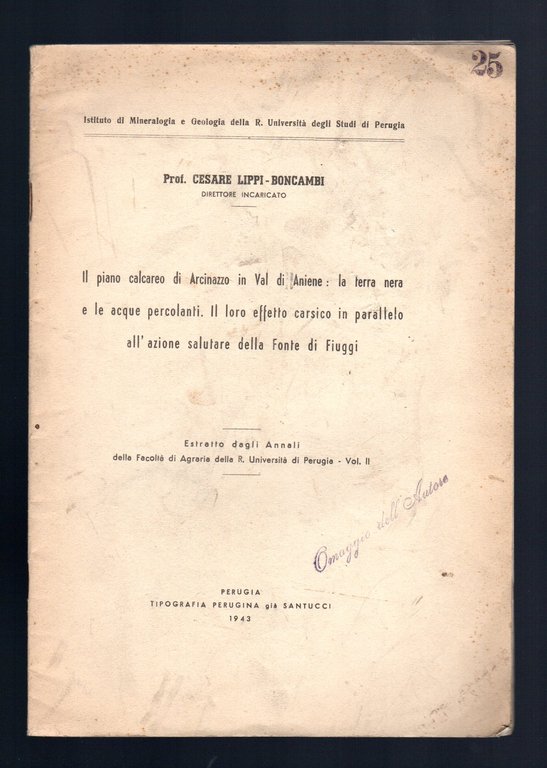 25
Istituto di Mineralogia e Geologia della R. Università degli Studi di Perugia
Prof. CESARE LIPPI-BONCAMBI
DIRETTORE INCARICATO
Il piano calcareo di Arcinazzo in Val di Aniene: la terra nera
e le acque percolanti. Il loro effetto carsico in parallelo
all'azione salutare della Fonte di Fiuggi
Estratto dagli Annali
della Facoltà di Agraria della R. Università di Perugia - Vol. II
Omaggio dell'Autore
PERUGIA
TIPOGRAFIA PERUGINA già SANTUCCI
1943